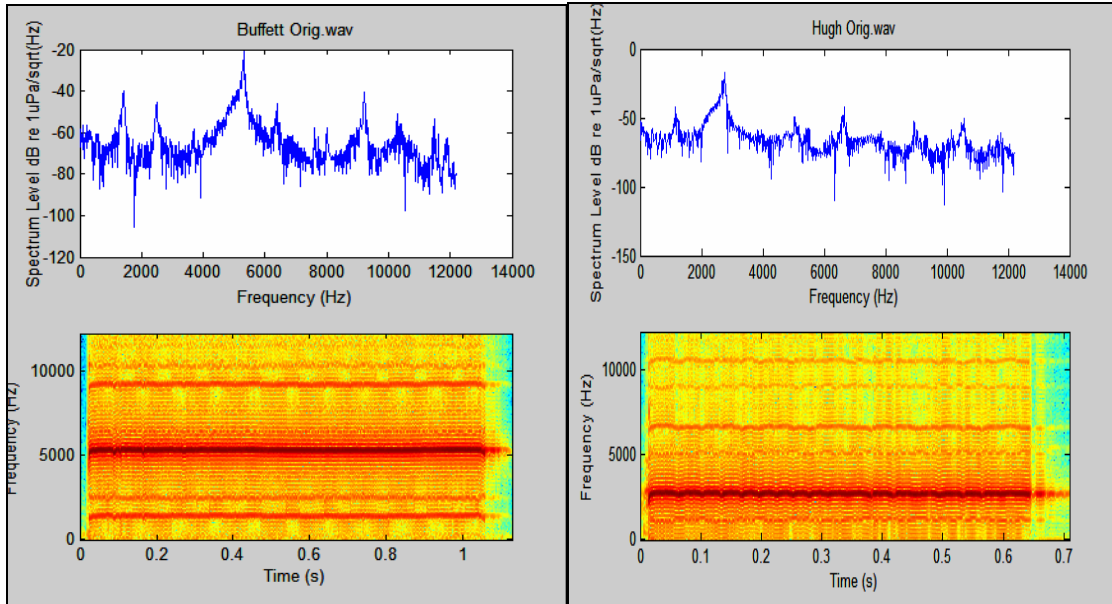 Buffett Orig.wav
Spectrum Level dB re 1uPa/sqrt(Hz)
-20
-40
-60
-80
-100
-120
0 2000 4000 6000 8000 10000 12000 14000
Frequency (Hz)
Frequency (Hz)
10000
5000
0
0 0.2 0.4 0.6 0.8 1
Time (s)
Hugh Orig.wav
Spectrum Level dB re 1uPa/sqrt(Hz)
0
-50
-100
-150
0 2000 4000 6000 8000 10000 12000 14000
Frequency (Hz)
Frequency (Hz)
10000
5000
0
0 0.1 0.2 0.3 0.4 0.5 0.6 0.7
Time (s)